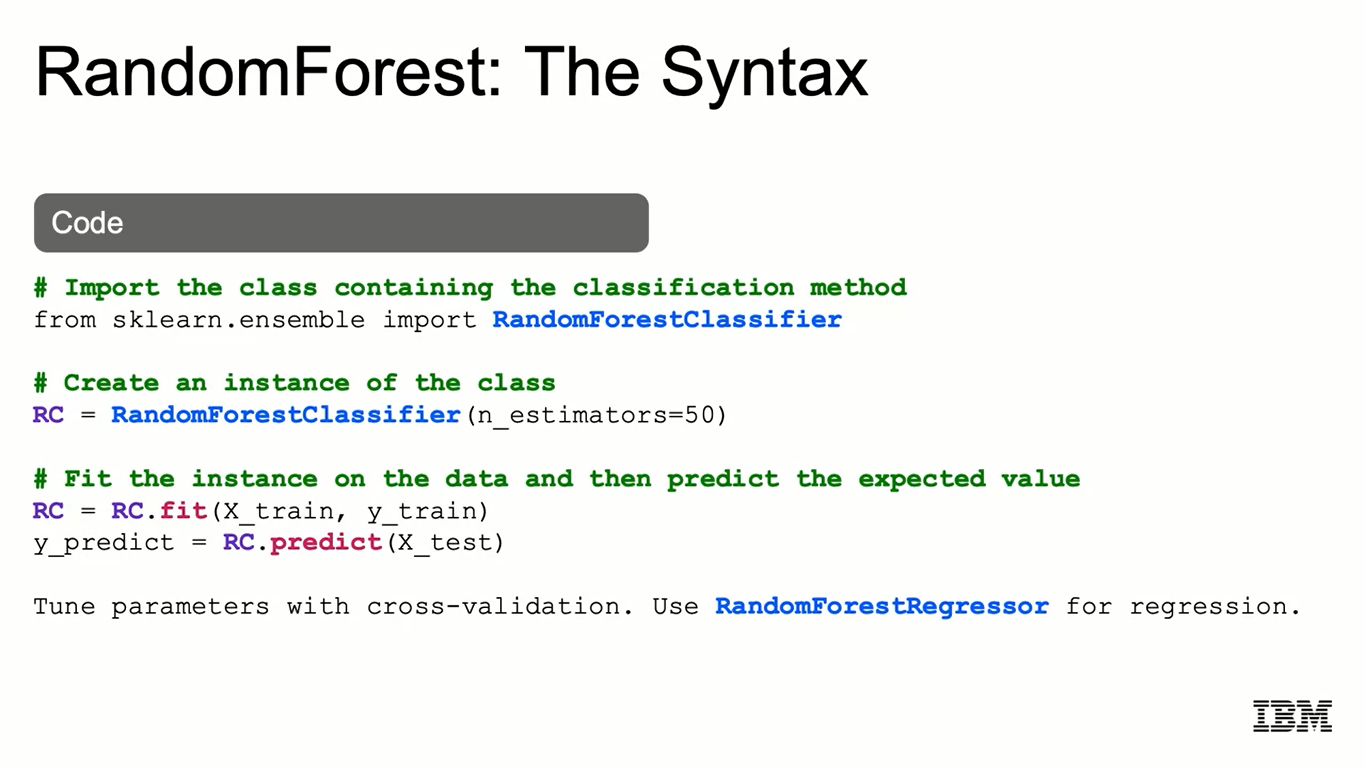 RandomForest: The Syntax
Code
# Import the class containing the classification method
from sklearn.ensemble import RandomForestClassifier
# Create an instance of the class
RC = RandomForestClassifier(n_estimators=50)
# Fit the instance on the data and then predict the expected value
RC = RC.fit(X_train, y_train)
y_predict = RC.predict(X_test)
Tune parameters with cross-validation. Use RandomForestRegressor for regression.
IBM